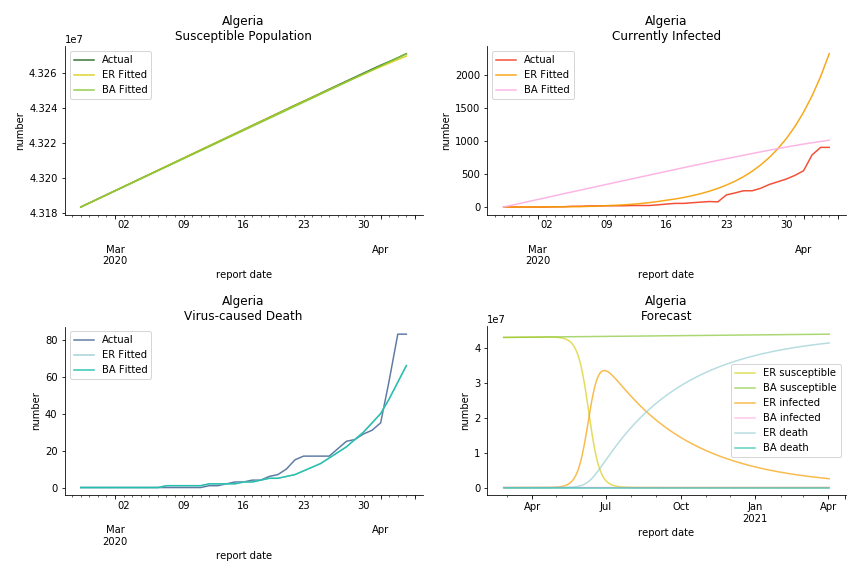 Algeria
Susceptible Population
1e7
Actual
ER Fitted
BA Fitted
4.326
4.324
4.322
4.320
4.318
number
02
09
16
23
30
Mar
2020
Apr
report date
Algeria
Currently Infected
Actual
ER Fitted
BA Fitted
2000
1500
1000
500
0
number
02
09
16
23
30
Mar
2020
Apr
report date
Algeria
Virus-caused Death
Actual
ER Fitted
BA Fitted
80
60
40
20
0
number
02
09
16
23
30
Mar
2020
Apr
report date
Algeria
Forecast
1e7
ER susceptible
BA susceptible
ER infected
BA infected
ER death
BA death
4
3
2
1
0
number
Apr
Jul
Oct
Jan
2021
Apr
report date